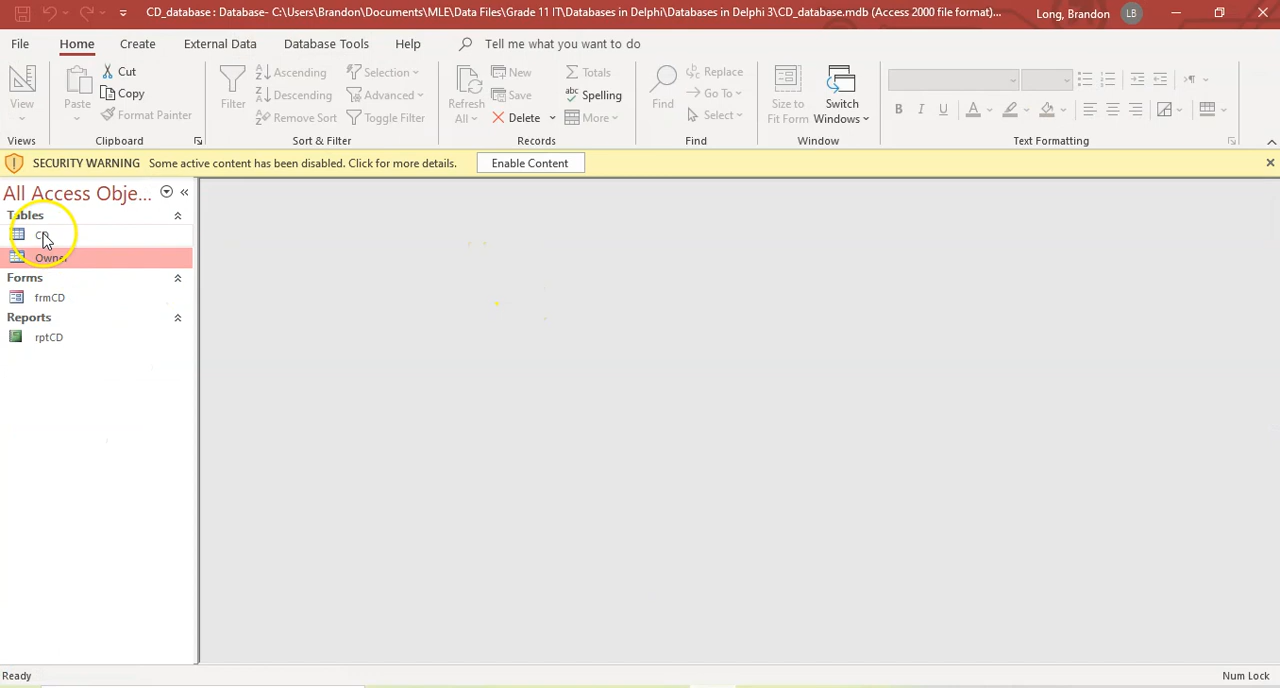 CD_database : Database- C:\Users\Brandon\Documents\MLE\Data Files\Grade 11 IT\Databases in Delphi\Databases in Delphi 3\CD_database.mdb (Access 2000 file format)...
Long, Brandon LB
File Home Create External Data Database Tools Help Tell me what you want to do
View
Views
Paste
Cut
Copy
Format Painter
Clipboard
Filter
Ascending
Descending
Remove Sort
Selection
Advanced
Toggle Filter
Sort & Filter
Refresh
All
New
Save
Delete
Totals
Spelling
More
Records
Find
Replace
Go To
Select
Find
Size to
Fit Form
Switch
Windows
Window
B I U A
Text Formatting
SECURITY WARNING Some active content has been disabled. Click for more details. Enable Content
All Access Obje...
Tables
CD
Owner
Forms
frmCD
Reports
rptCD
Ready
Num Lock